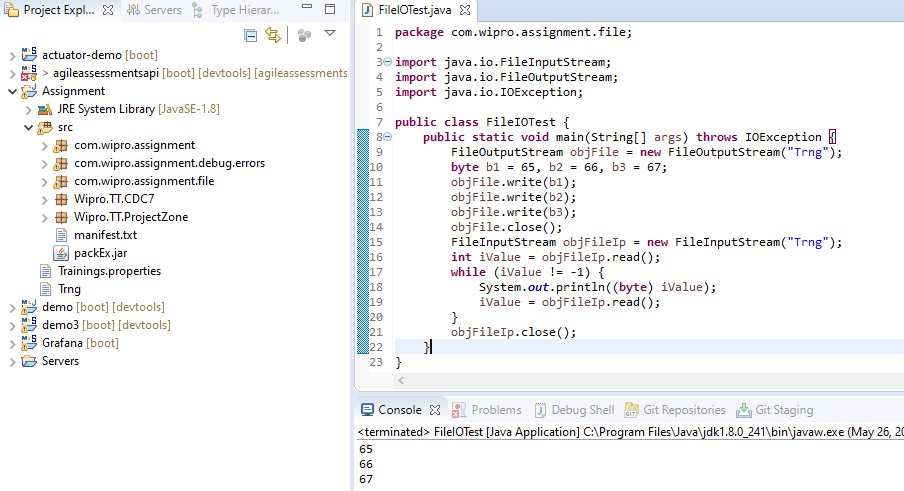 Project Expl...
Servers
Type Hierar...
actuator-demo [boot]
> agileassessmentsapi [boot] [devtools] [agileassessments
Assignment
JRE System Library [JavaSE-1.8]
src
com.wipro.assignment
com.wipro.assignment.debug.errors
com.wipro.assignment.file
Wipro.TT.CDC7
Wipro.TT.ProjectZone
manifest.txt
packEx.jar
Trainings.properties
Trng
demo [boot] [devtools]
demo3 [boot] [devtools]
Grafana [boot]
Servers
FileIOTest.java
1 package com.wipro.assignment.file;
2
3 import java.io.FileInputStream;
4 import java.io.FileOutputStream;
5 import java.io.IOException;
6
7 public class FileIOTest {
8 public static void main(String[] args) throws IOException {
9 FileOutputStream objFile = new FileOutputStream("Trng");
10 byte b1 = 65, b2 = 66, b3 = 67;
11 objFile.write(b1);
12 objFile.write(b2);
13 objFile.write(b3);
14 objFile.close();
15 FileInputStream objFileIp = new FileInputStream("Trng");
16 int iValue = objFileIp.read();
17 while (iValue != -1) {
18 System.out.println((byte) iValue);
19 iValue = objFileIp.read();
20 }
21 objFileIp.close();
22 }
23 }
Console
Problems
Debug Shell
Git Repositories
Git Staging
<terminated> FileIOTest [Java Application] C:\Program Files\Java\jdk1.8.0_241\bin\javaw.exe (May 26, 20
65
66
67